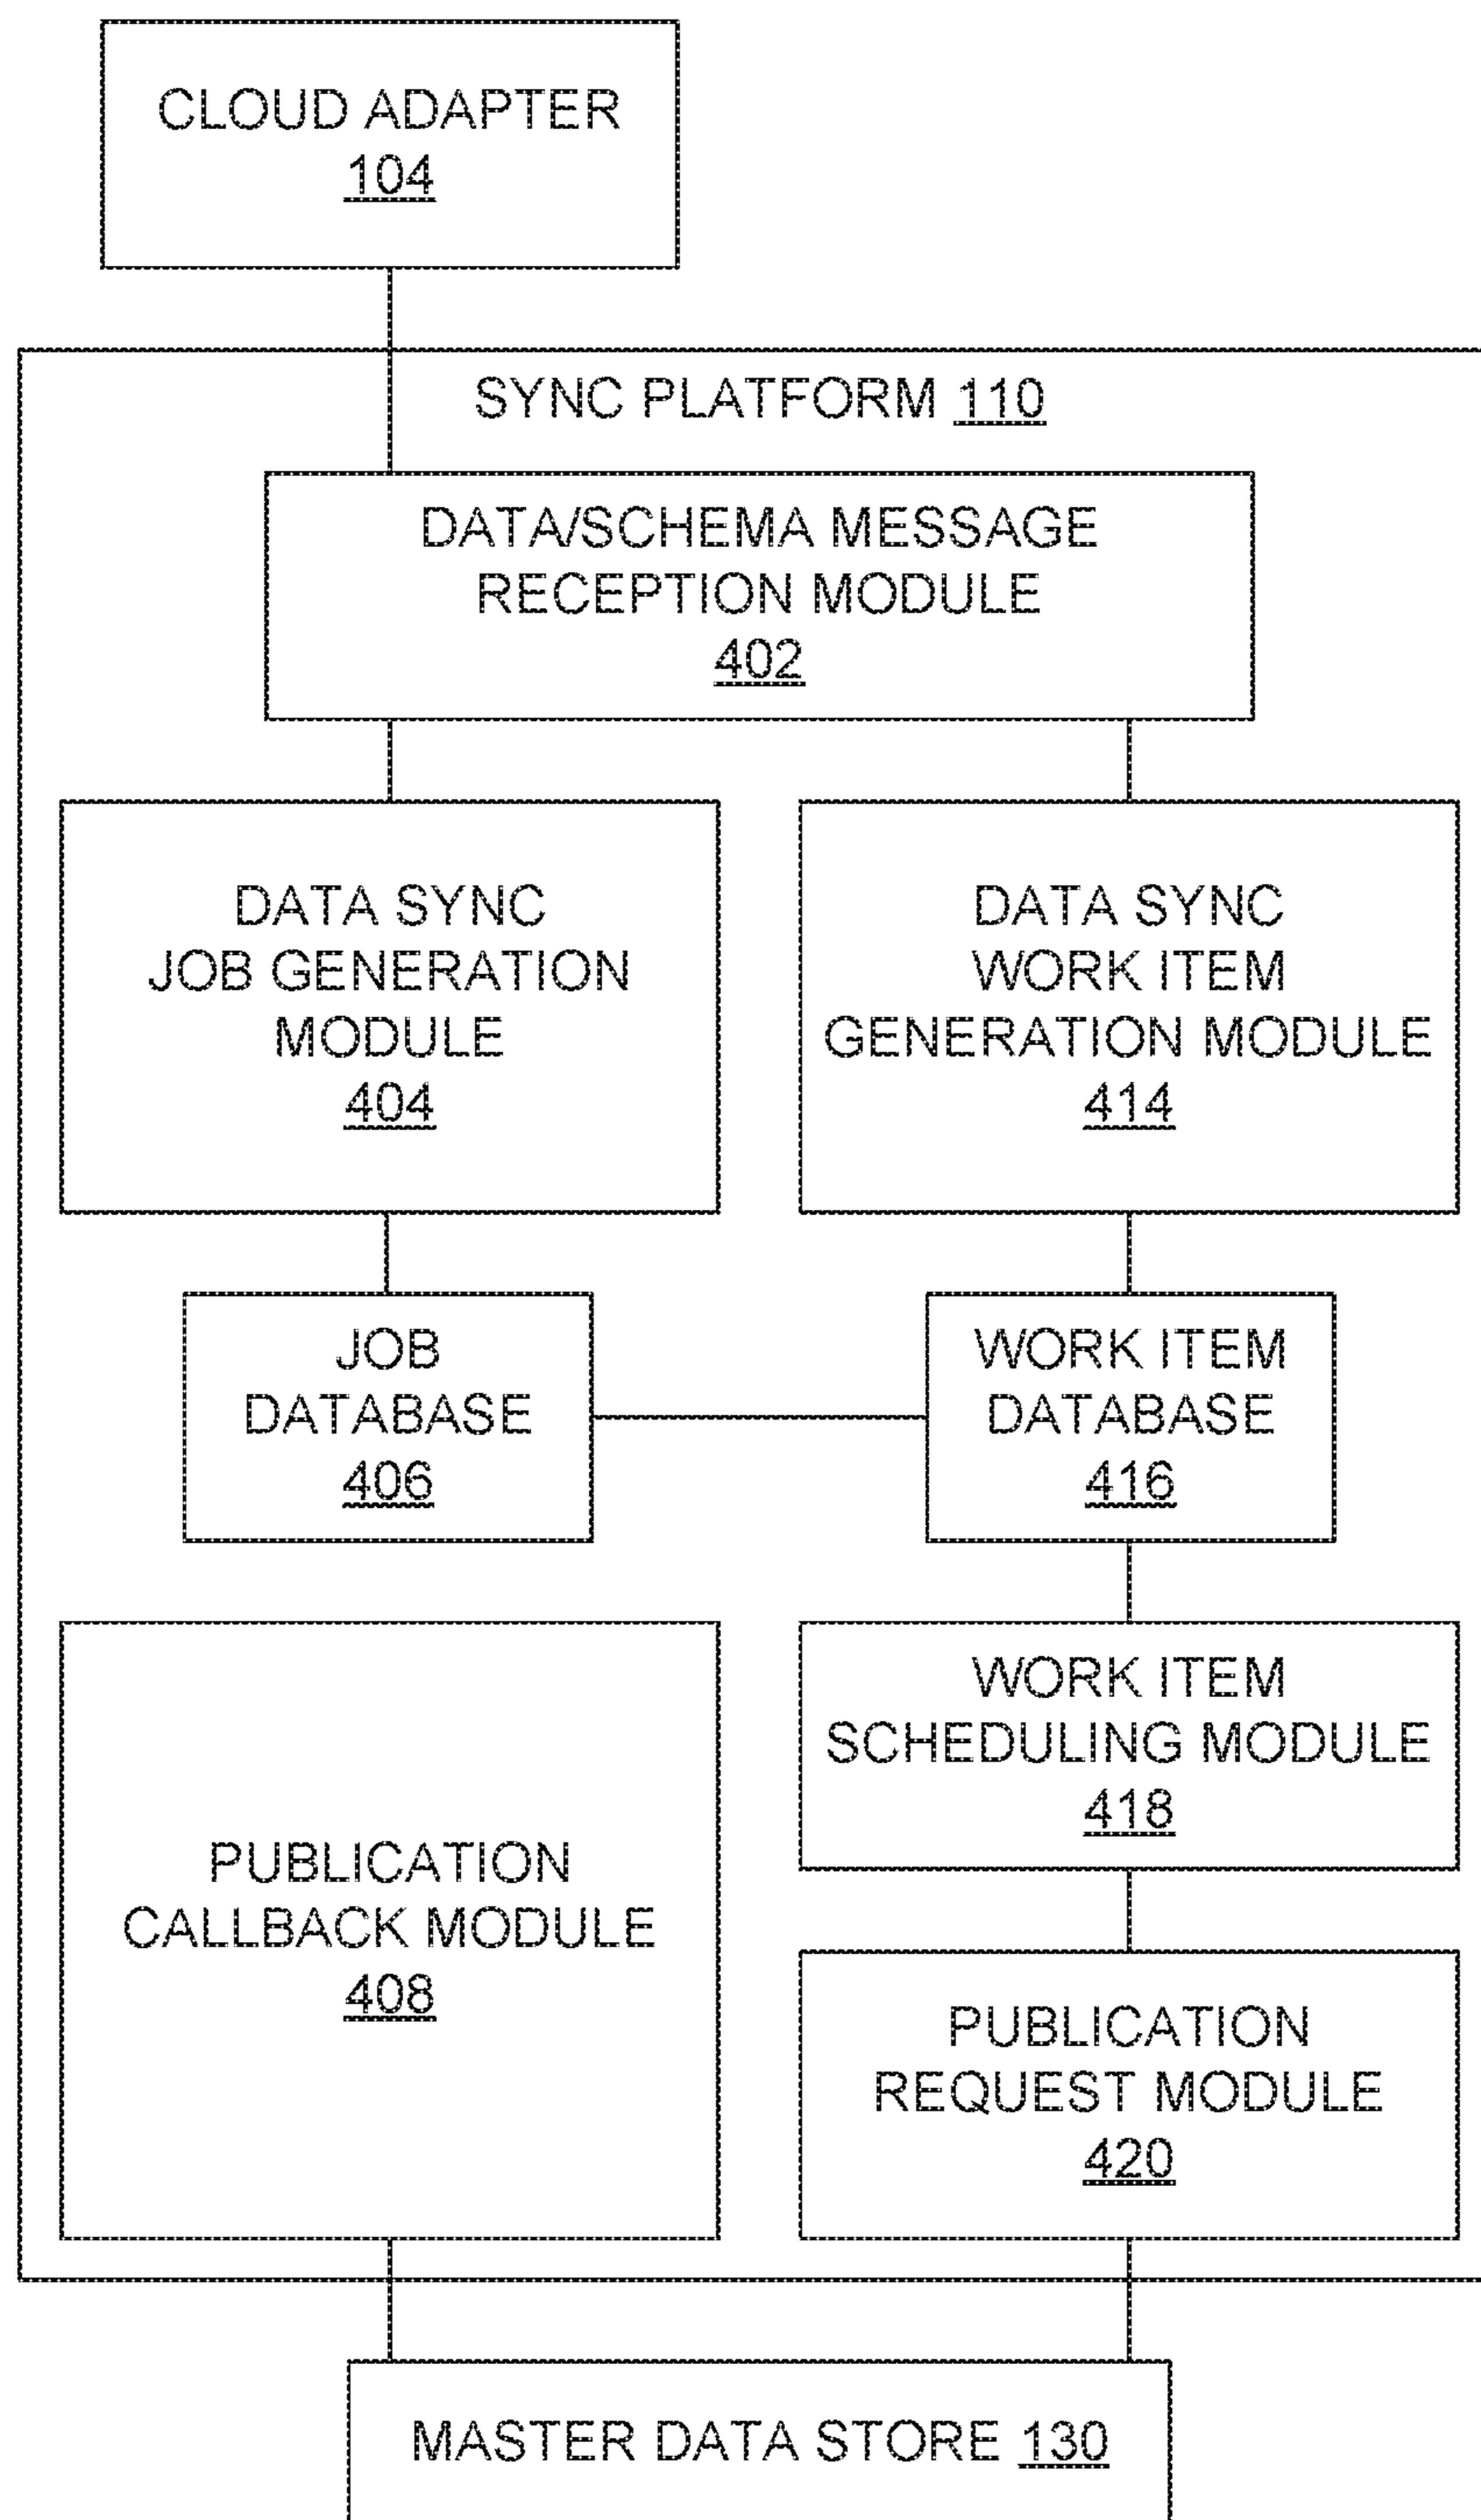 CLOUD ADAPTER
104
SYNC PLATFORM 110
DATA/SCHEMA MESSAGE
RECEPTION MODULE
402
DATA SYNC
JOB GENERATION
MODULE
404
DATA SYNC
WORK ITEM
GENERATION MODULE
414
JOB
DATABASE
406
WORK ITEM
DATABASE
416
WORK ITEM
SCHEDULING MODULE
418
PUBLICATION
CALLBACK MODULE
408
PUBLICATION
REQUEST MODULE
420
MASTER DATA STORE 130